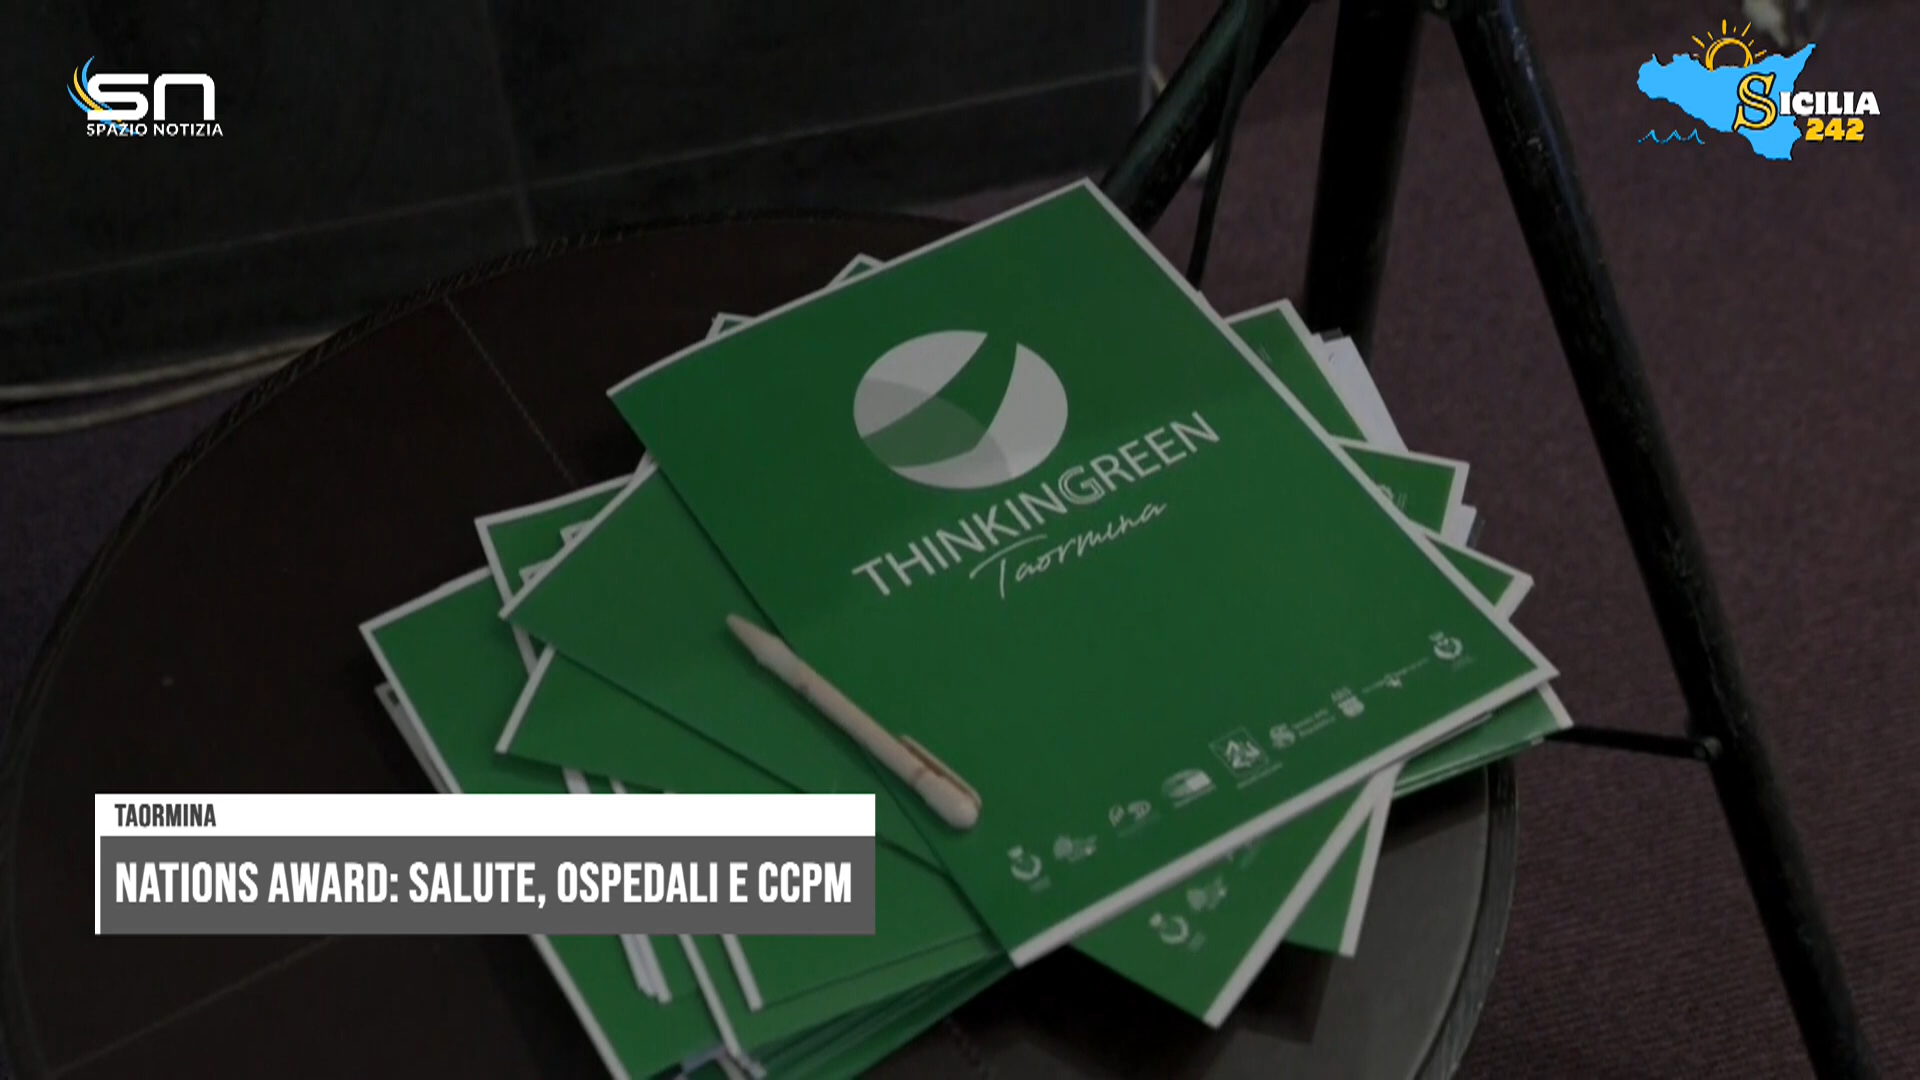 SN
SPAZIO NOTIZIA
SICILIA
242
THINKINGREEN
Taormina
TAORMINA
NATIONS AWARD: SALUTE, OSPEDALI E CCPM